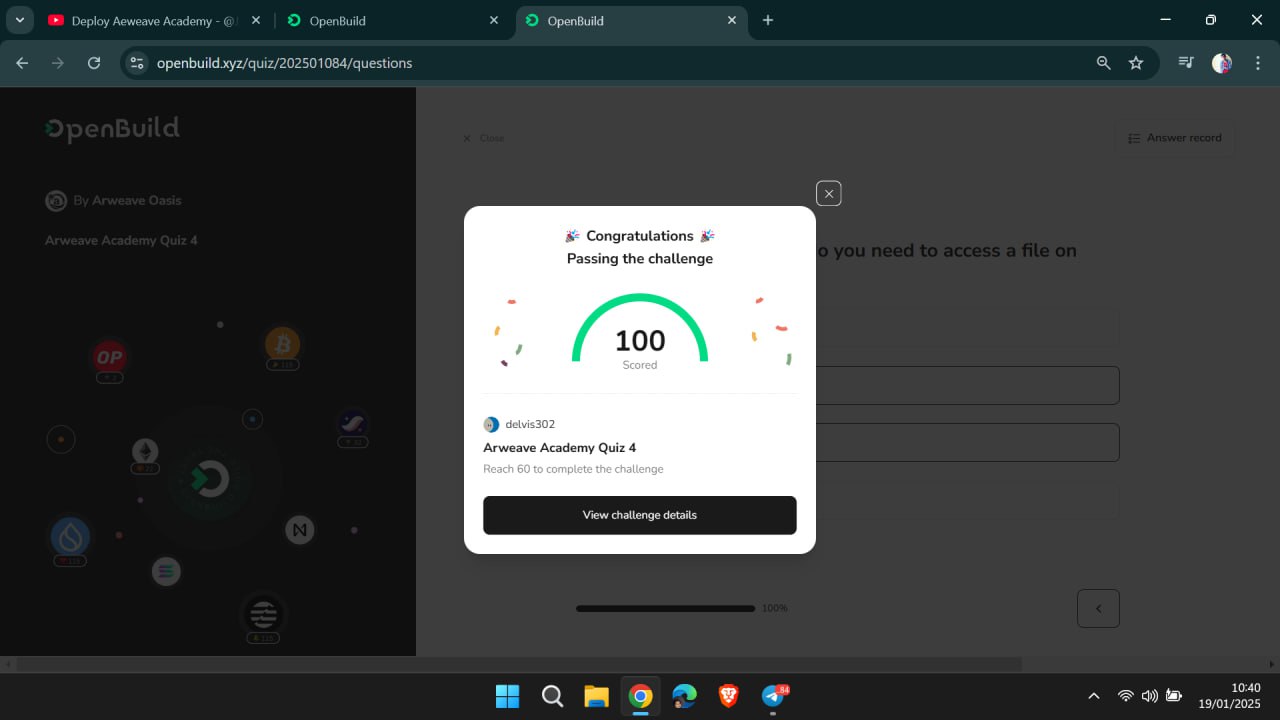 Deploy Aeweave Academy - @
OpenBuild
OpenBuild
openbuild.xyz/quiz/202501084/questions
OpenBuild
By Arweave Oasis
Arweave Academy Quiz 4
OP
Close
Answer record
o you need to access a file on
Congratulations
Passing the challenge
100
Scored
delvis302
Arweave Academy Quiz 4
Reach 60 to complete the challenge
View challenge details
100%
84
10:40
19/01/2025